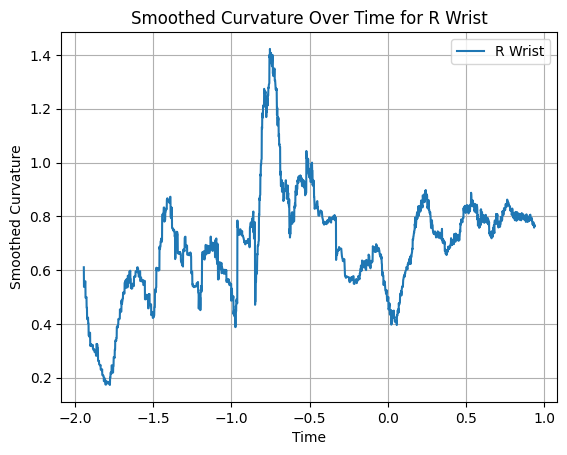 Smoothed Curvature Over Time for R Wrist
R Wrist
Smoothed Curvature
1.4
1.2
1.0
0.8
0.6
0.4
0.2
−2.0 −1.5 −1.0 −0.5 0.0 0.5 1.0
Time